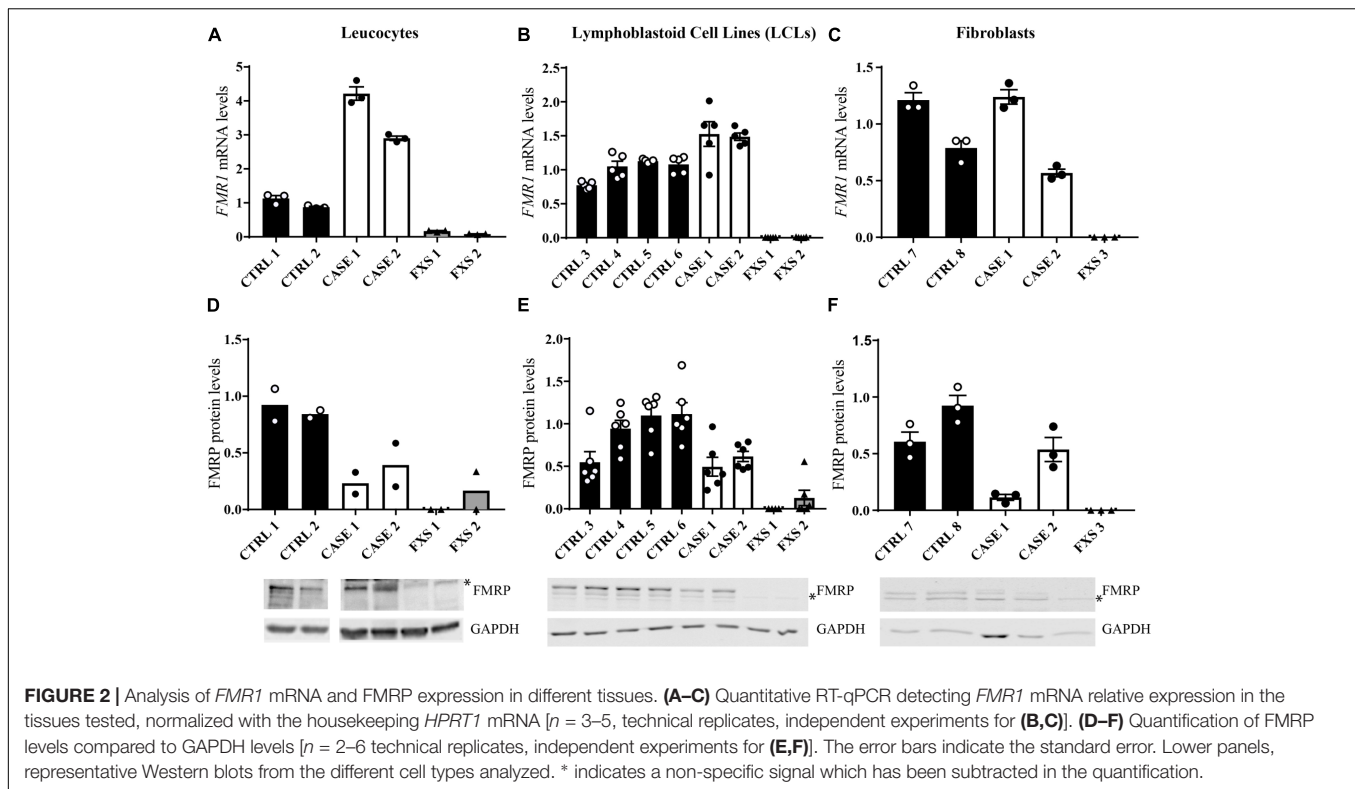 A
Leucocytes
FMR1 mRNA levels
5
4
3
2
1
0
CTRL 1
CTRL 2
CASE 1
CASE 2
FXS 1
FXS 2
B
Lymphoblastoid Cell Lines (LCLs)
FMR1 mRNA levels
2.5
2.0
1.5
1.0
0.5
0.0
CTRL 3
CTRL 4
CTRL 5
CTRL 6
CASE 1
CASE 2
FXS 1
FXS 2
C
Fibroblasts
FMR1 mRNA levels
1.5
1.0
0.5
0.0
CTRL 7
CTRL 8
CASE 1
CASE 2
FXS 3
D
FMRP protein levels
1.5
1.0
0.5
0.0
CTRL 1
CTRL 2
CASE 1
CASE 2
FXS 1
FXS 2
*
FMRP
GAPDH
E
FMRP protein levels
2.0
1.5
1.0
0.5
0.0
CTRL 3
CTRL 4
CTRL 5
CTRL 6
CASE 1
CASE 2
FXS 1
FXS 2
FMRP
*
GAPDH
F
FMRP protein levels
1.5
1.0
0.5
0.0
CTRL 7
CTRL 8
CASE 1
CASE 2
FXS 3
FMRP
*
GAPDH
FIGURE 2 | Analysis of FMR1 mRNA and FMRP expression in different tissues. (A–C) Quantitative RT-qPCR detecting FMR1 mRNA relative expression in the
tissues tested, normalized with the housekeeping HPRT1 mRNA [n = 3–5, technical replicates, independent experiments for (B,C)]. (D–F) Quantification of FMRP
levels compared to GAPDH levels [n = 2–6 technical replicates, independent experiments for (E,F)]. The error bars indicate the standard error. Lower panels,
representative Western blots from the different cell types analyzed. * indicates a non-specific signal which has been subtracted in the quantification.